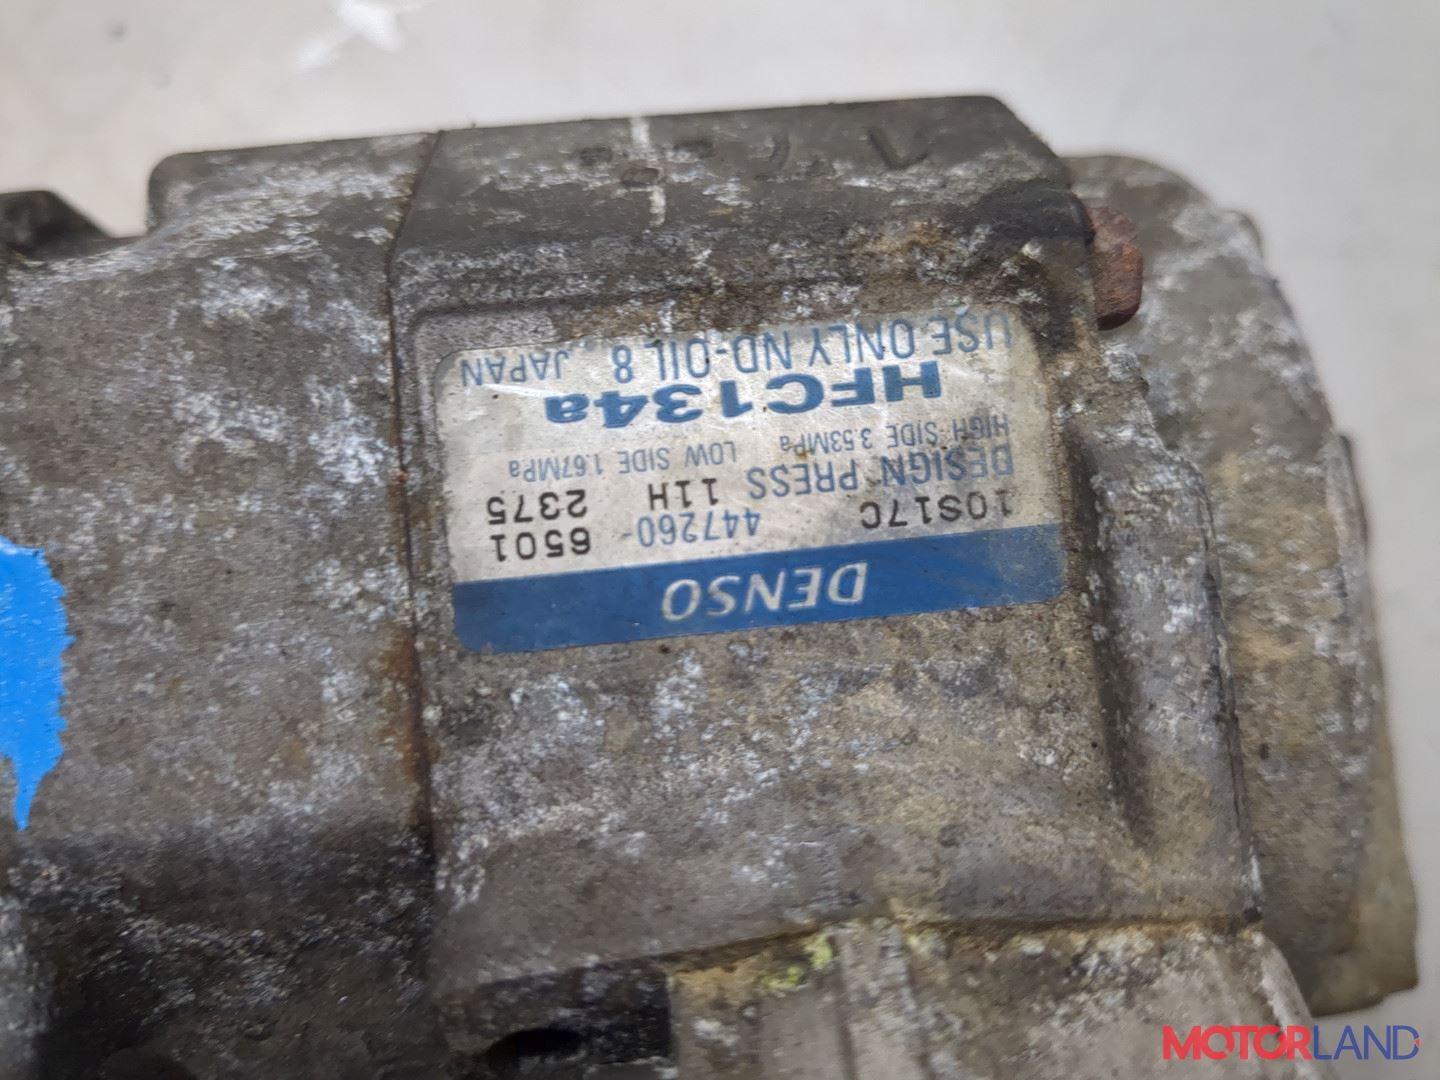 DENSO
10S17C 447260- 6501
DESIGN PRESS 11H 2375
HIGH SIDE 3.53MPa LOW SIDE 1.67MPa
HFC134a
USE ONLY ND-OIL 8 JAPAN
MOTORLAND